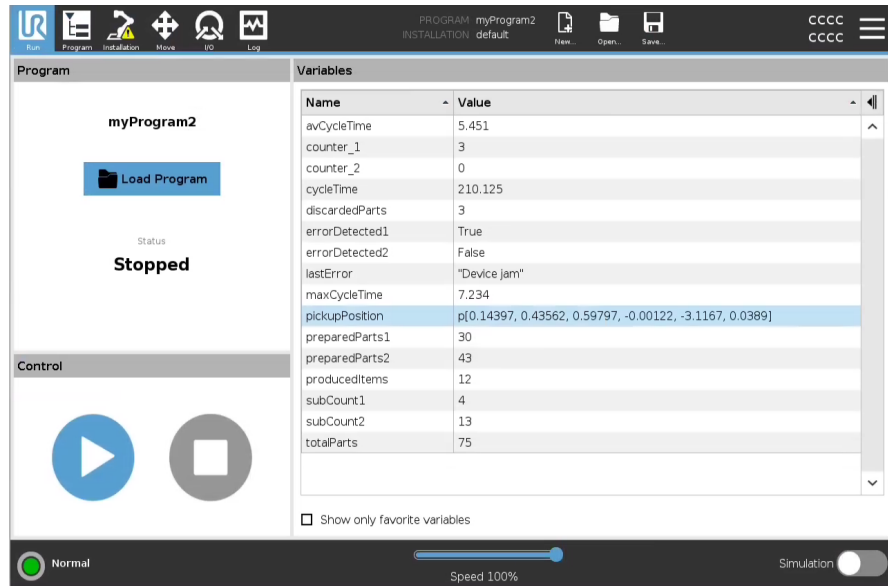 UR
PROGRAM myProgram2
INSTALLATION default
cccc
cccc
Run Program Installation Move I/O Log
New... Open... Save...
Program
myProgram2
Load Program
Status
Stopped
Control
Variables
Name Value
avCycleTime 5.451
counter_1 3
counter_2 0
cycleTime 210.125
discardedParts 3
errorDetected1 True
errorDetected2 False
lastError "Device jam"
maxCycleTime 7.234
pickupPosition p[0.14397, 0.43562, 0.59797, -0.00122, -3.1167, 0.0389]
preparedParts1 30
preparedParts2 43
producedItems 12
subCount1 4
subCount2 13
totalParts 75
Show only favorite variables
Normal
Speed 100%
Simulation